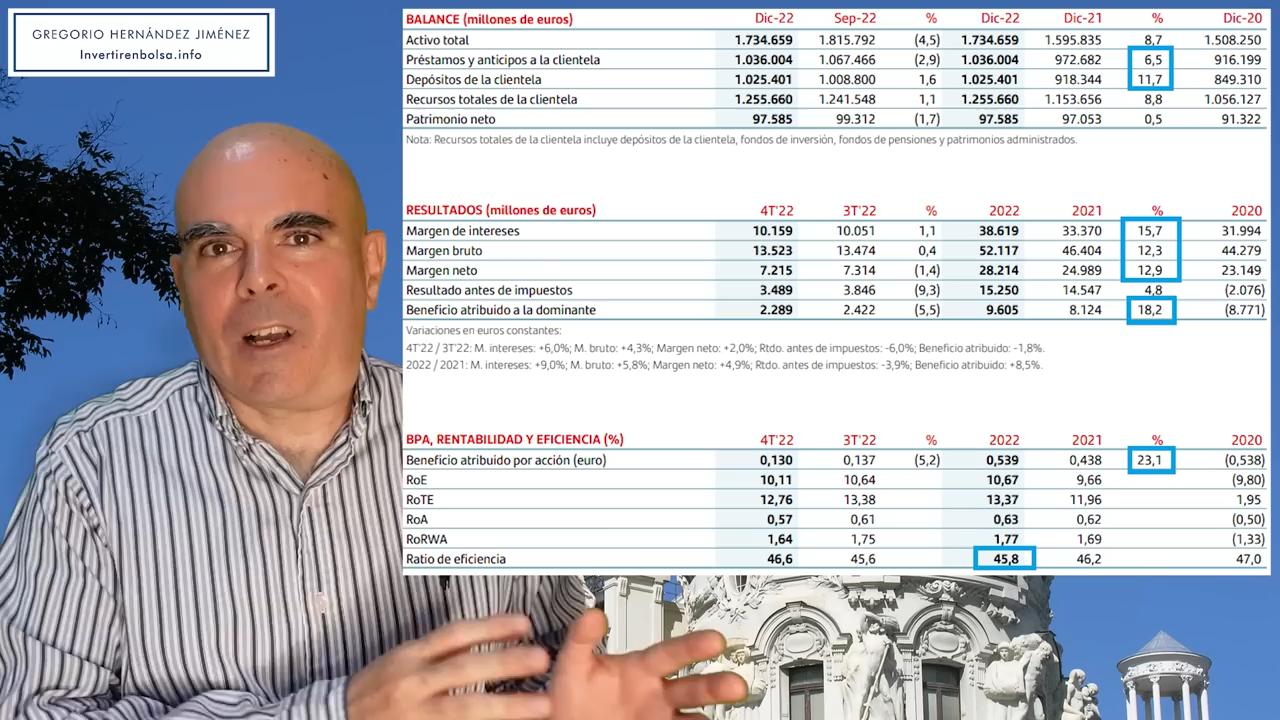 GREGORIO HERNÁNDEZ JIMÉNEZ
Invertirenbolsa.info
BALANCE (millones de euros) Dic-22 Sep-22 % Dic-22 Dic-21 % Dic-20
Activo total 1.734.659 1.815.792 (4,5) 1.734.659 1.595.835 8,7 1.508.250
Préstamos y anticipos a la clientela 1.036.004 1.067.466 (2,9) 1.036.004 972.682 6,5 916.199
Depósitos de la clientela 1.025.401 1.008.800 1,6 1.025.401 918.344 11,7 849.310
Recursos totales de la clientela 1.255.660 1.241.548 1,1 1.255.660 1.153.656 8,8 1.056.127
Patrimonio neto 97.585 99.312 (1,7) 97.585 97.053 0,5 91.322
Nota: Recursos totales de la clientela incluye depósitos de la clientela, fondos de inversión, fondos de pensiones y patrimonios administrados.
RESULTADOS (millones de euros) 4T'22 3T'22 % 2022 2021 % 2020
Margen de intereses 10.159 10.051 1,1 38.619 33.370 15,7 31.994
Margen bruto 13.523 13.474 0,4 52.117 46.404 12,3 44.279
Margen neto 7.215 7.314 (1,4) 28.214 24.989 12,9 23.149
Resultado antes de impuestos 3.489 3.846 (9,3) 15.250 14.547 4,8 (2.076)
Beneficio atribuido a la dominante 2.289 2.422 (5,5) 9.605 8.124 18,2 (8.771)
Variaciones en euros constantes:
4T'22 / 3T'22: M. intereses: +6,0%; M. bruto: +4,3%; Margen neto: +2,0%; Rtdo. antes de impuestos: -6,0%; Beneficio atribuido: -1,8%.
2022 / 2021: M. intereses: +9,0%; M. bruto: +5,8%; Margen neto: +4,9%; Rtdo. antes de impuestos: -3,9%; Beneficio atribuido: +8,5%.
BPA, RENTABILIDAD Y EFICIENCIA (%) 4T'22 3T'22 % 2022 2021 % 2020
Beneficio atribuido por acción (euro) 0,130 0,137 (5,2) 0,539 0,438 23,1 (0,538)
RoE 10,11 10,64 10,67 9,66 (9,80)
RoTE 12,76 13,38 13,37 11,96 1,95
RoA 0,57 0,61 0,63 0,62 (0,50)
RoRWA 1,64 1,75 1,77 1,69 (1,33)
Ratio de eficiencia 46,6 45,6 45,8 46,2 47,0